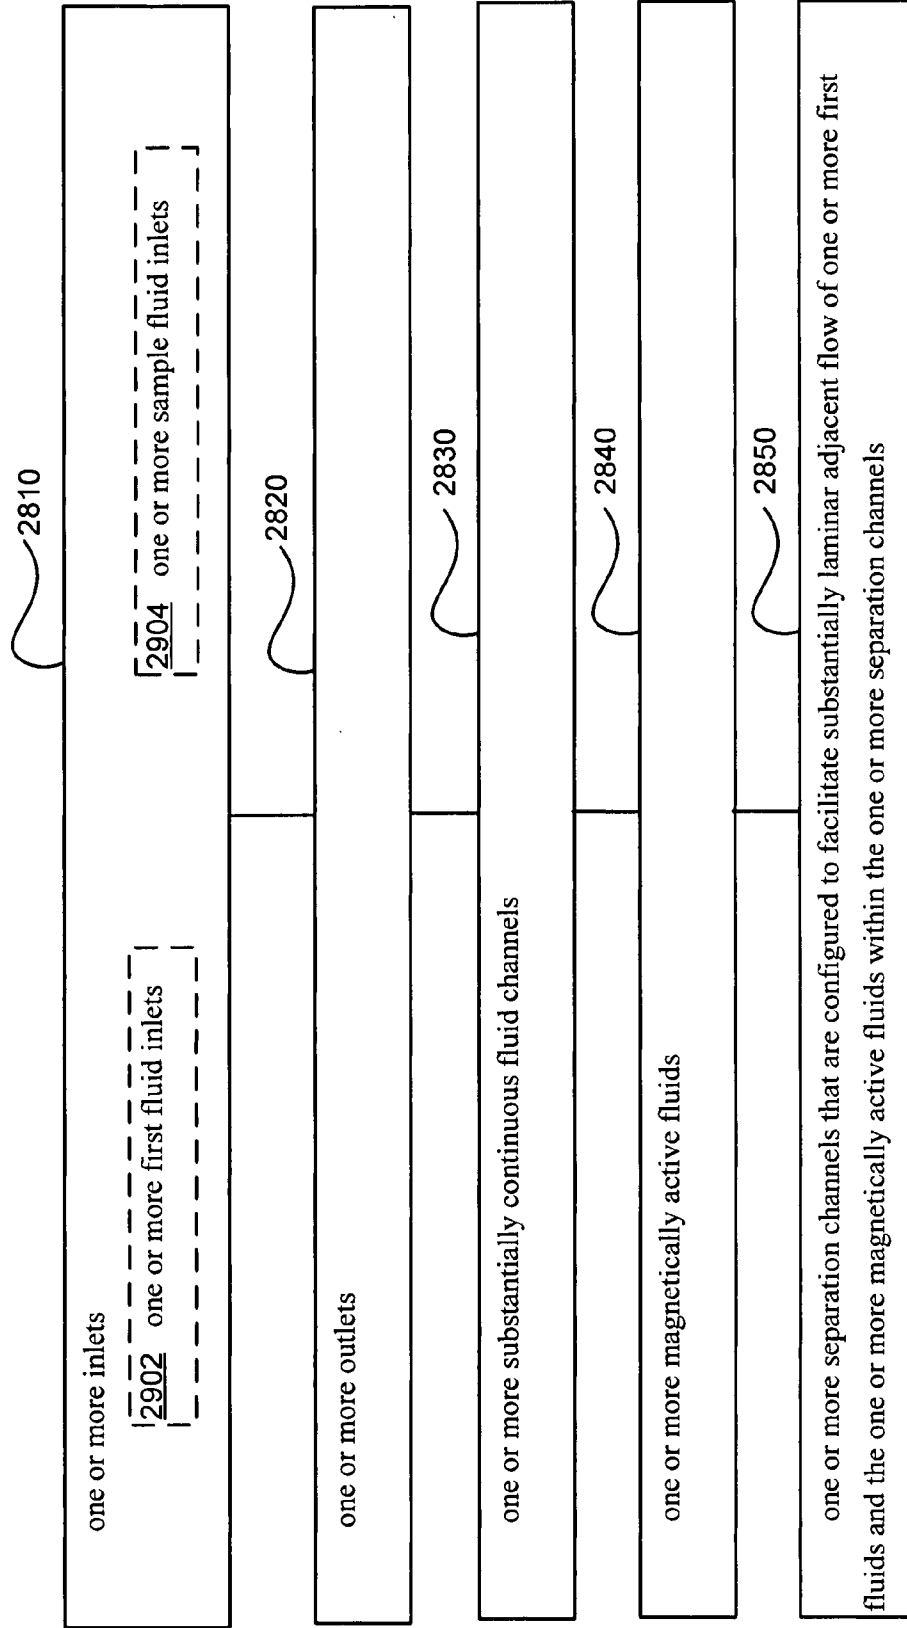 2810
one or more inlets
2902 one or more first fluid inlets
2904 one or more sample fluid inlets
2820
one or more outlets
2830
one or more substantially continuous fluid channels
2840
one or more magnetically active fluids
2850
one or more separation channels that are configured to facilitate substantially laminar adjacent flow of one or more first
fluids and the one or more magnetically active fluids within the one or more separation channels